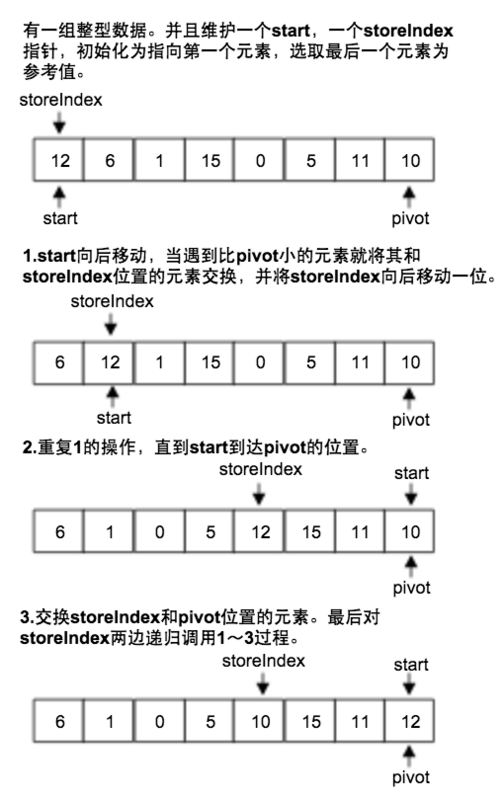 有一组整型数据。并且维护一个start，一个storeIndex
指针，初始化为指向第一个元素，选取最后一个元素为
参考值。
storeIndex
12 6 1 15 0 5 11 10
start pivot
1.start向后移动，当遇到比pivot小的元素就将其和
storeIndex位置的元素交换，并将storeIndex向后移动一位。
storeIndex
6 12 1 15 0 5 11 10
start pivot
2.重复1的操作，直到start到达pivot的位置。
storeIndex start
6 1 0 5 12 15 11 10
pivot
3.交换storeIndex和pivot位置的元素。最后对
storeIndex两边递归调用1～3过程。
storeIndex start
6 1 0 5 10 15 11 12
pivot